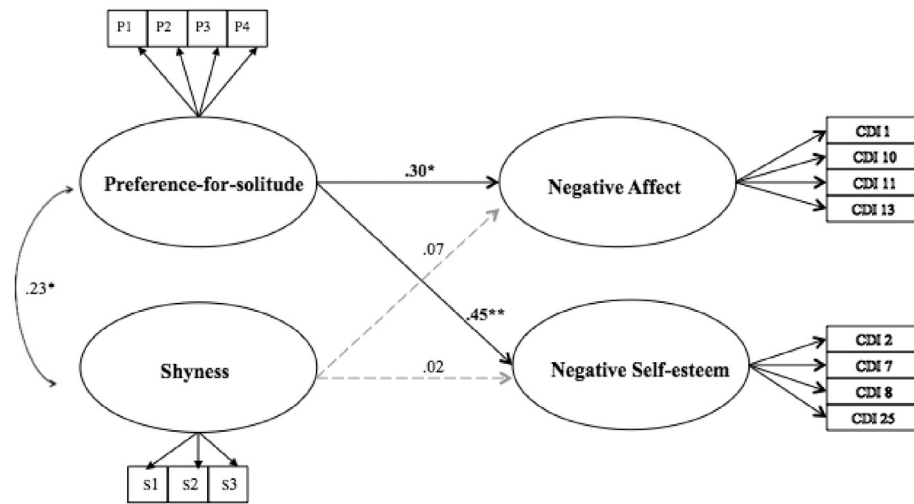 P1 P2 P3 P4
Preference-for-solitude
.30*
Negative Affect
CDI 1
CDI 10
CDI 11
CDI 13
.07
.23*
.45**
Shyness
.02
Negative Self-esteem
CDI 2
CDI 7
CDI 8
CDI 25
S1 S2 S3